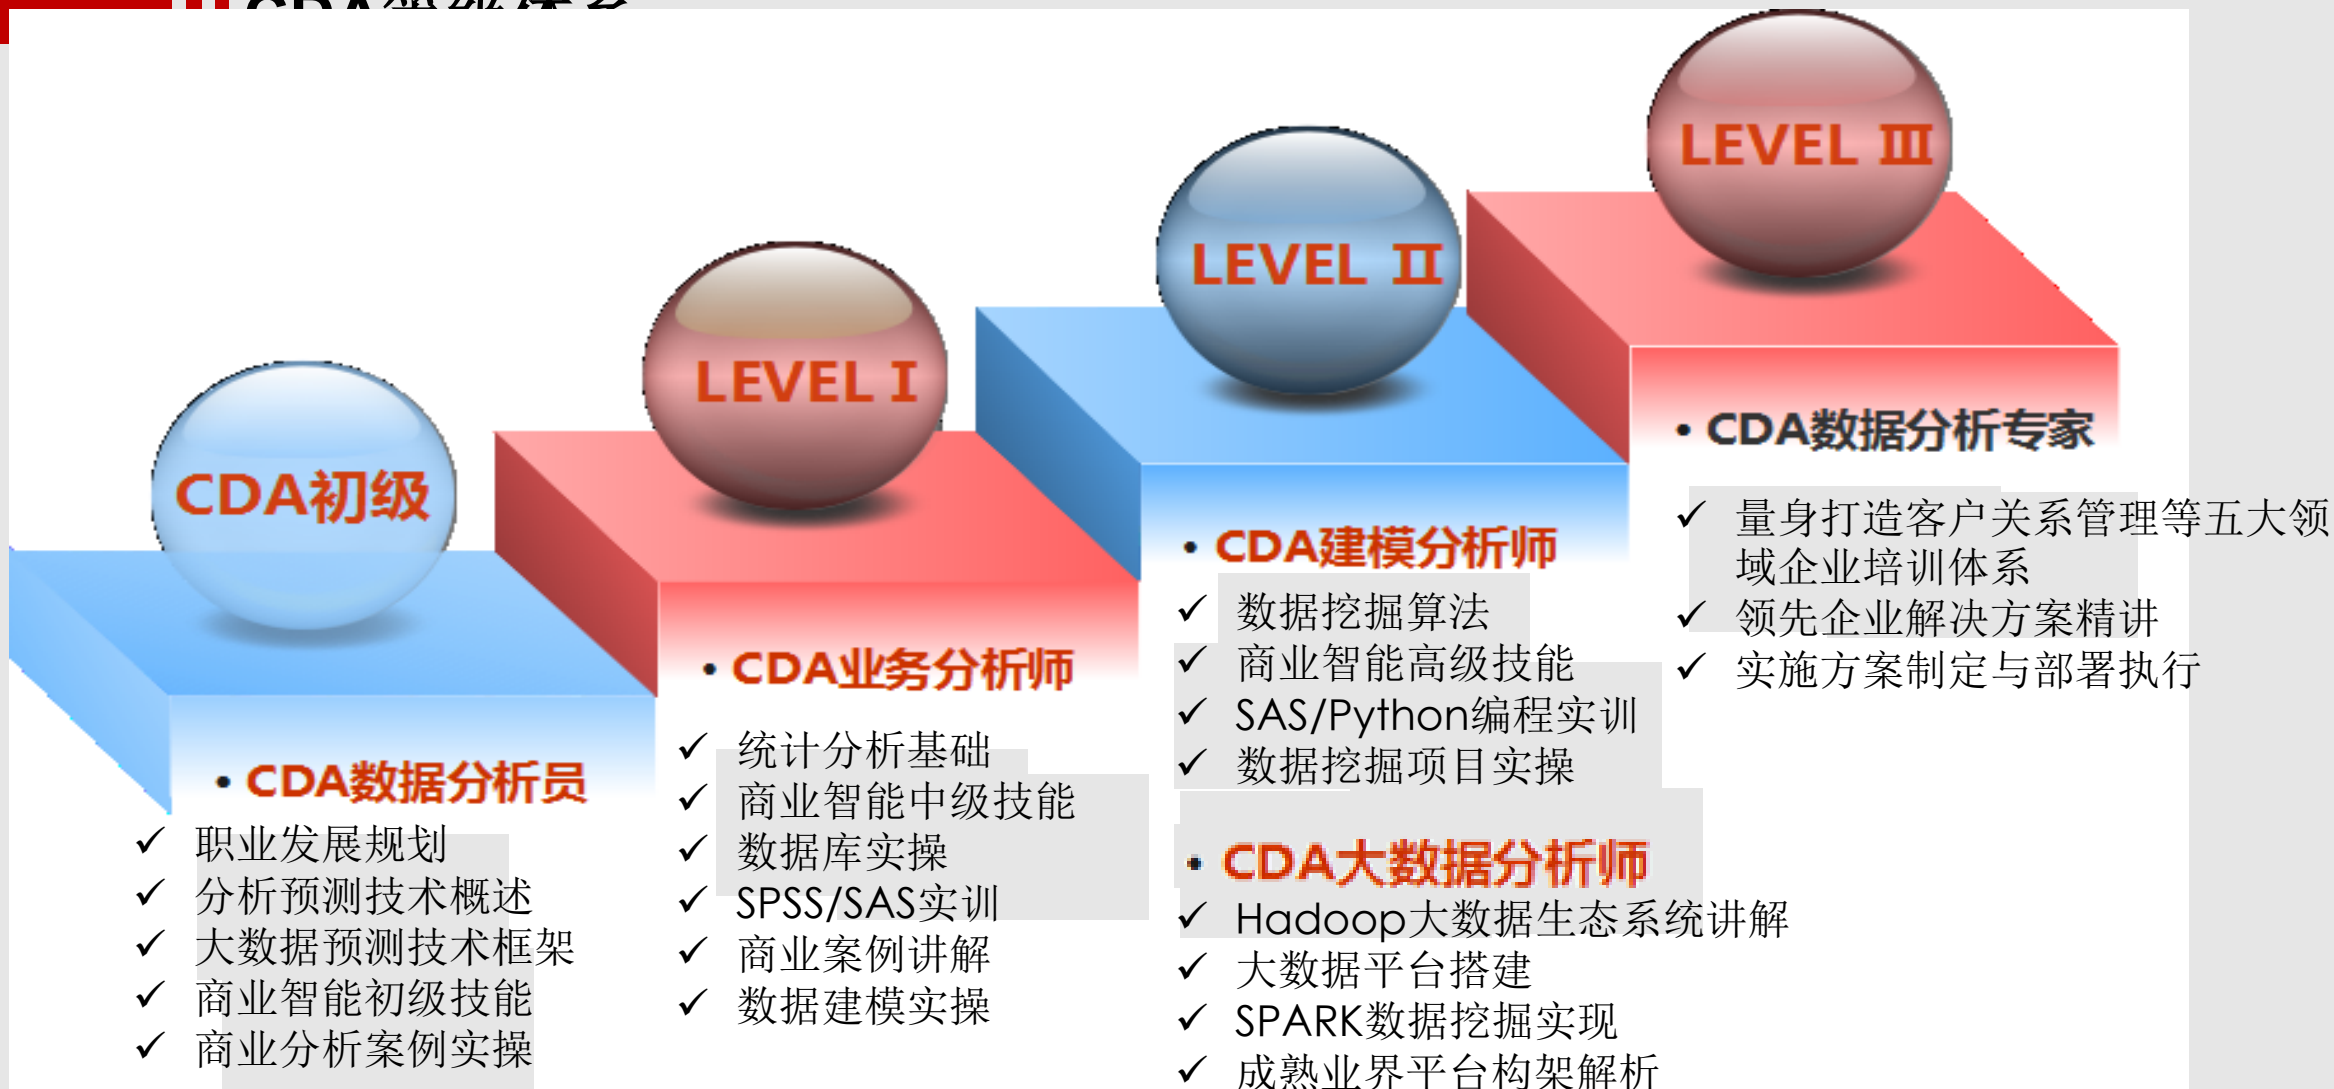 CDA初级
• CDA数据分析员
✓ 职业发展规划
✓ 分析预测技术概述
✓ 大数据预测技术框架
✓ 商业智能初级技能
✓ 商业分析案例实操
LEVEL Ⅰ
• CDA业务分析师
✓ 统计分析基础
✓ 商业智能中级技能
✓ 数据库实操
✓ SPSS/SAS实训
✓ 商业案例讲解
✓ 数据建模实操
LEVEL Ⅱ
• CDA建模分析师
✓ 数据挖掘算法
✓ 商业智能高级技能
✓ SAS/Python编程实训
✓ 数据挖掘项目实操
• CDA大数据分析师
✓ Hadoop大数据生态系统讲解
✓ 大数据平台搭建
✓ SPARK数据挖掘实现
✓ 成熟业界平台构架解析
LEVEL Ⅲ
• CDA数据分析专家
✓ 量身打造客户关系管理等五大领
域企业培训体系
✓ 领先企业解决方案精讲
✓ 实施方案制定与部署执行